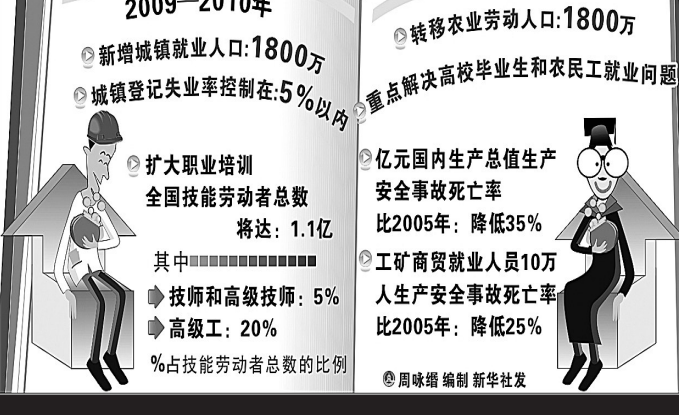 2009—2010年
新增城镇就业人口:1800万
城镇登记失业率控制在:5%以内
扩大职业培训
全国技能劳动者总数
将达：1.1亿
其中
技师和高级技师：5%
高级工：20%
%占技能劳动者总数的比例
转移农业劳动人口:1800万
重点解决高校毕业生和农民工就业问题
亿元国内生产总值生产
安全事故死亡率
比2005年：降低35%
工矿商贸就业人员10万
人生产安全事故死亡率
比2005年：降低25%
周咏缗 编制 新华社发